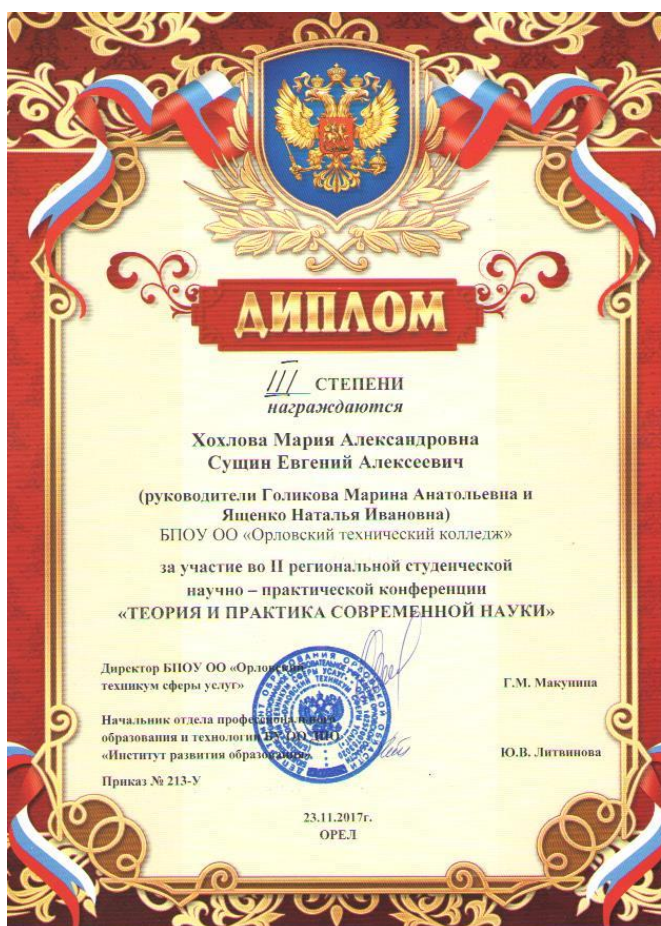 ДИПЛОМ
III СТЕПЕНИ
награждаются
Хохлова Мария Александровна
Сущин Евгений Алексеевич
(руководители Голикова Марина Анатольевна и
Ященко Наталья Ивановна)
БПОУ ОО «Орловский технический колледж»
за участие во II региональной студенческой
научно – практической конференции
«ТЕОРИЯ И ПРАКТИКА СОВРЕМЕННОЙ НАУКИ»
Директор БПОУ ОО «Орловский
техникум сферы услуг»
Г.М. Макунина
Начальник отдела профессионального
образования и технологии БУ ОО ДПО
«Институт развития образования»
Ю.В. Литвинова
Приказ № 213-У
23.11.2017г.
ОРЕЛ